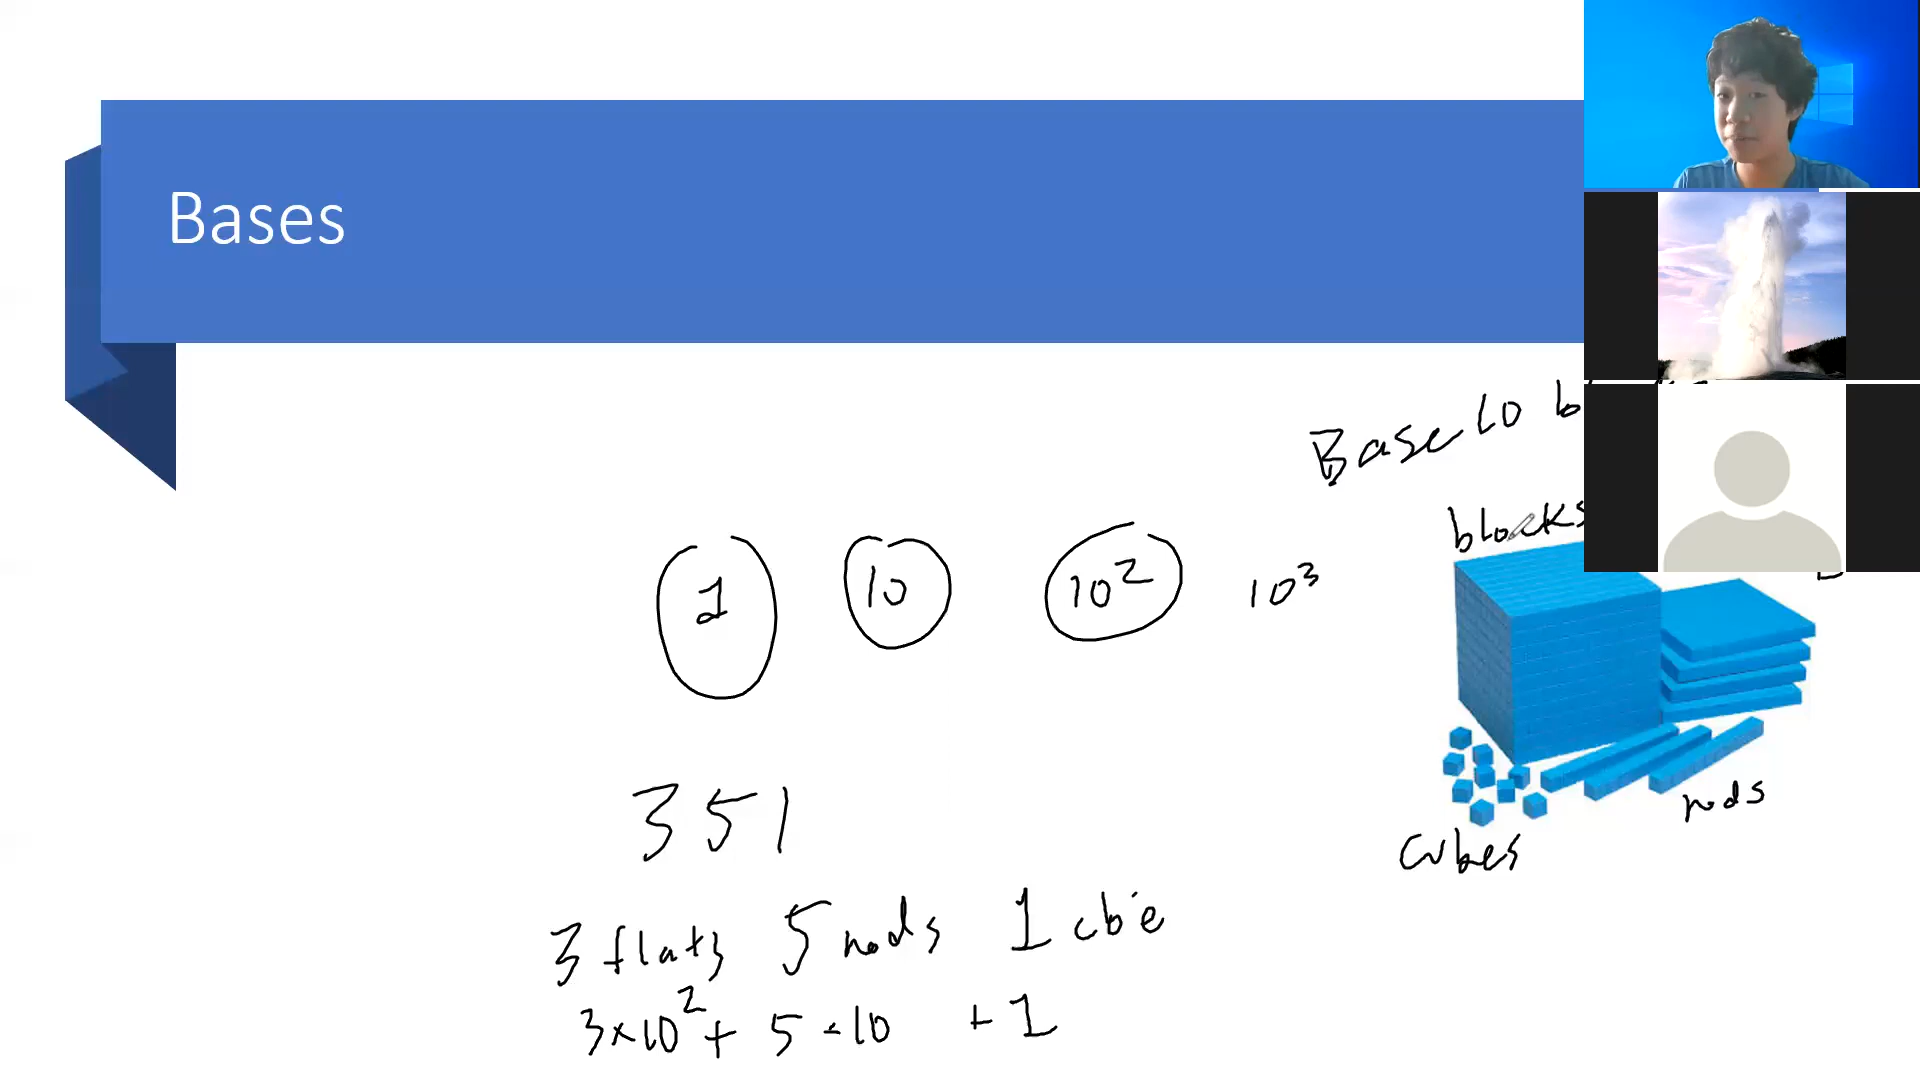 Bases
Base 10
blocks
1 10 10² 10³
351
rods
cubes
3 flats 5 rods 1 cbe
3×10² + 5×10 + 1